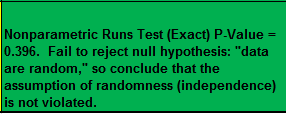 Nonparametric Runs Test (Exact) P-Value =
0.396.  Fail to reject null hypothesis: "data
are random," so conclude that the
assumption of randomness (independence)
is not violated.